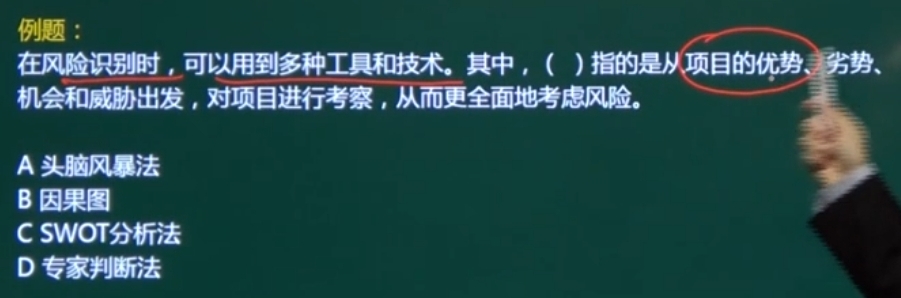 例题：
在风险识别时，可以用到多种工具和技术。其中，（ ）指的是从项目的优势、劣势、
机会和威胁出发，对项目进行考察，从而更全面地考虑风险。
A 头脑风暴法
B 因果图
C SWOT分析法
D 专家判断法